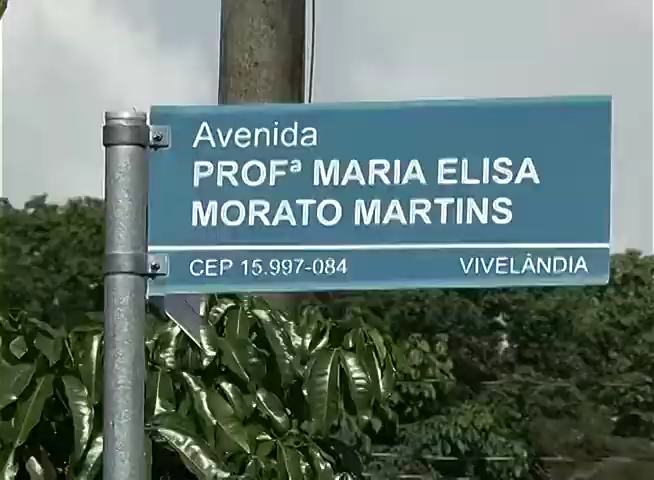 Avenida
PROFª MARIA ELISA
MORATO MARTINS
CEP 15.997-084 VIVELÂNDIA